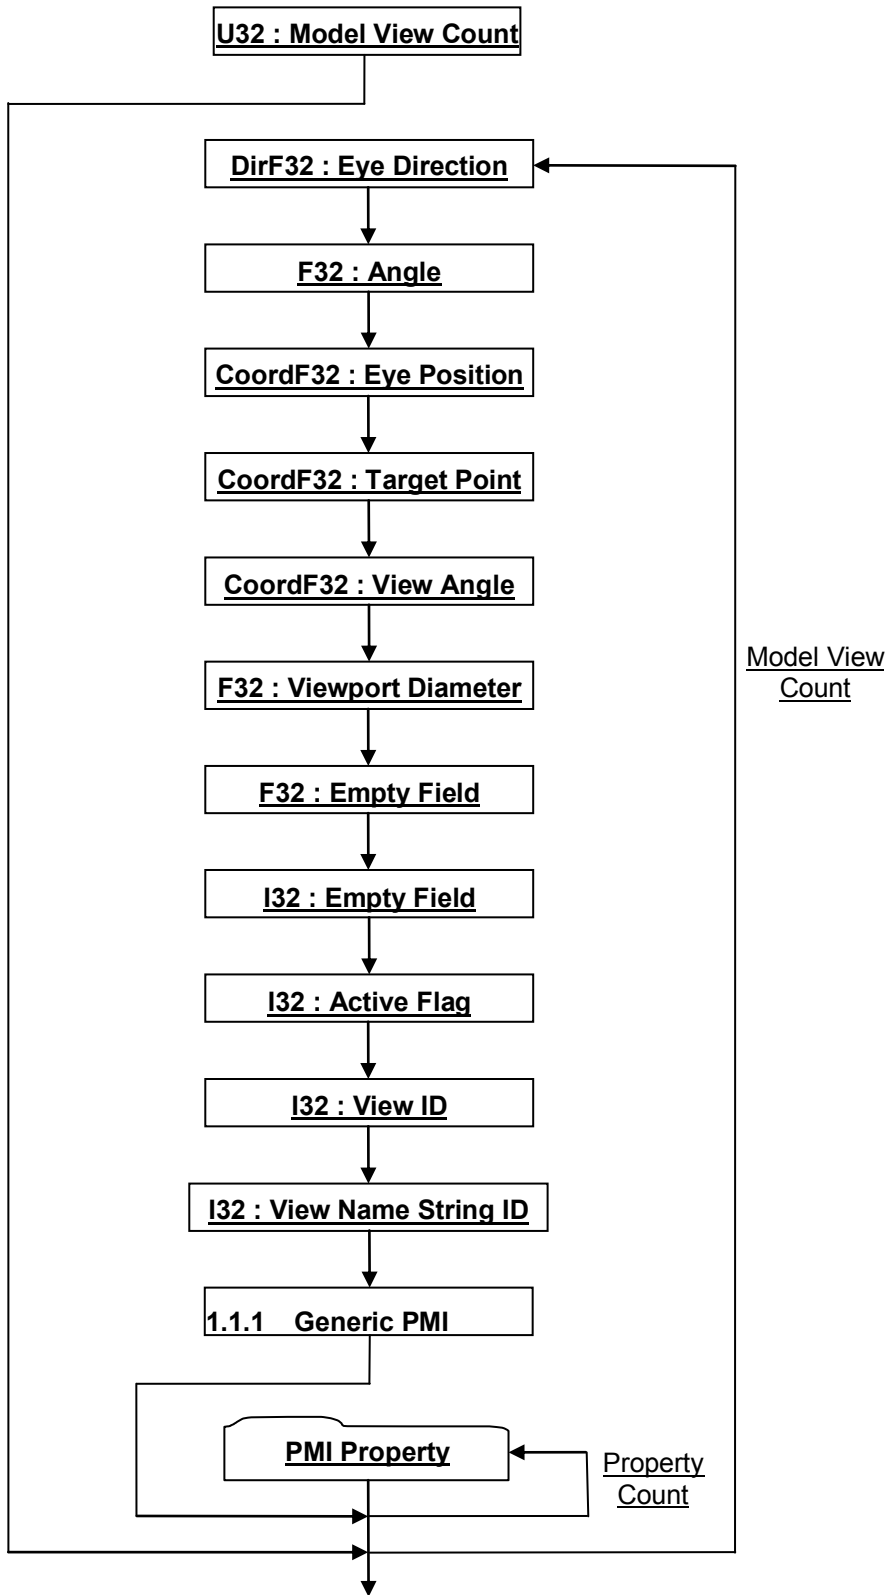 U32 : Model View Count
DirF32 : Eye Direction
F32 : Angle
CoordF32 : Eye Position
CoordF32 : Target Point
CoordF32 : View Angle
Model View
Count
F32 : Viewport Diameter
F32 : Empty Field
I32 : Empty Field
I32 : Active Flag
I32 : View ID
I32 : View Name String ID
1.1.1 Generic PMI
PMI Property
Property
Count